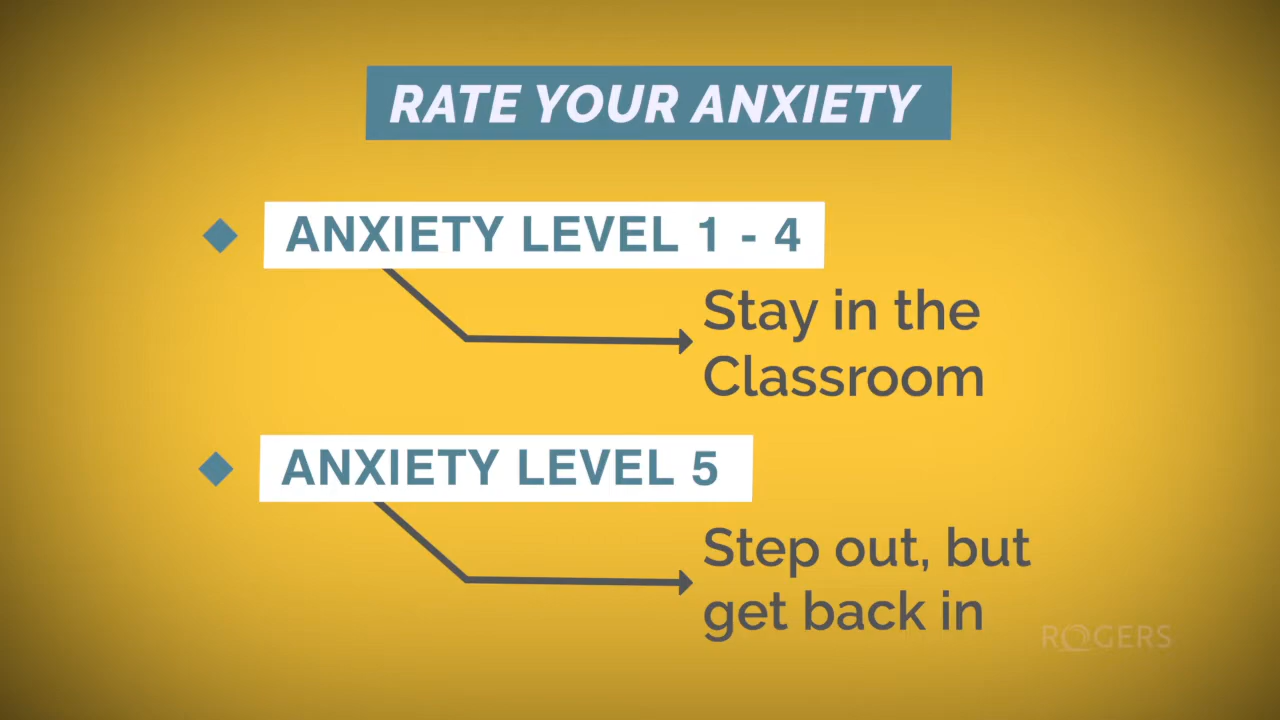 RATE YOUR ANXIETY
ANXIETY LEVEL 1 - 4
Stay in the
Classroom
ANXIETY LEVEL 5
Step out, but
get back in
ROGERS